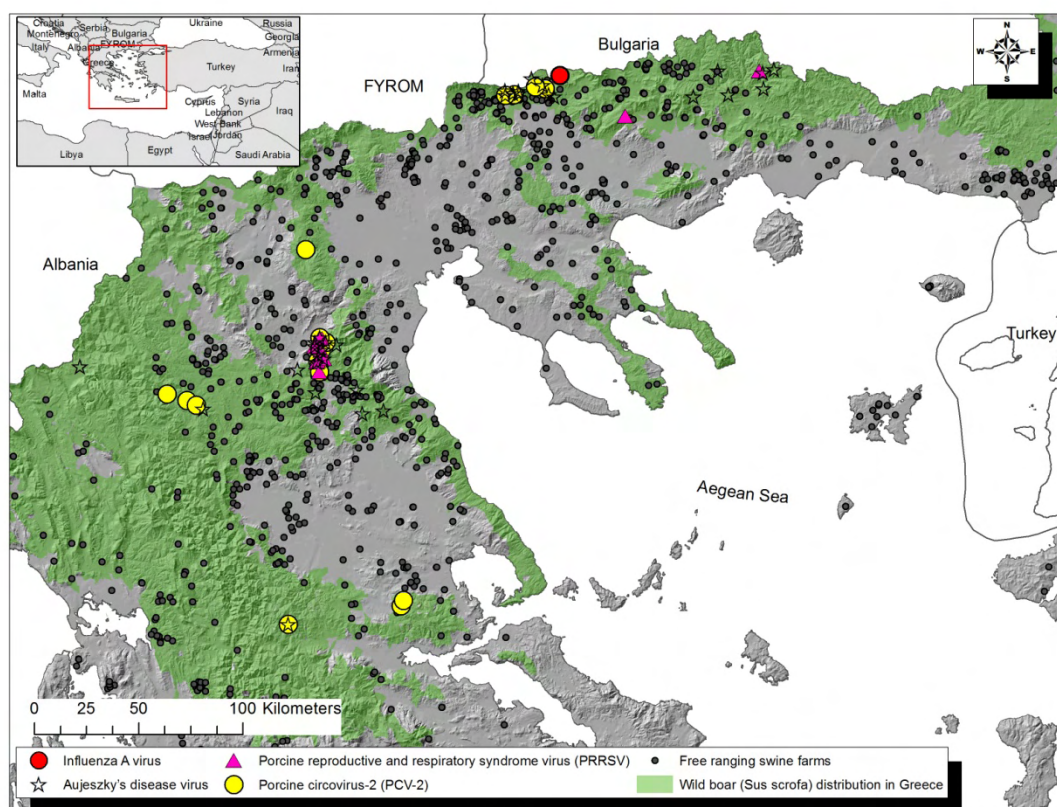 Croatia
Ukraine
Russia
Montenegro
Serbia
Bulgaria
Georgia
Italy
Albania
FYROM
Armenia
Greece
Turkey
Iran
Malta
Cyprus
Syria
Lebanon
Iraq
West-Bank
Israel
Jordan
Libya
Egypt
Saudi Arabia
N
W E
S
Bulgaria
FYROM
Albania
Turkey
Aegean Sea
0 25 50 100 Kilometers
Influenza A virus
Porcine reproductive and respiratory syndrome virus (PRRSV)
Free ranging swine farms
Aujeszky's disease virus
Porcine circovirus-2 (PCV-2)
Wild boar (Sus scrofa) distribution in Greece